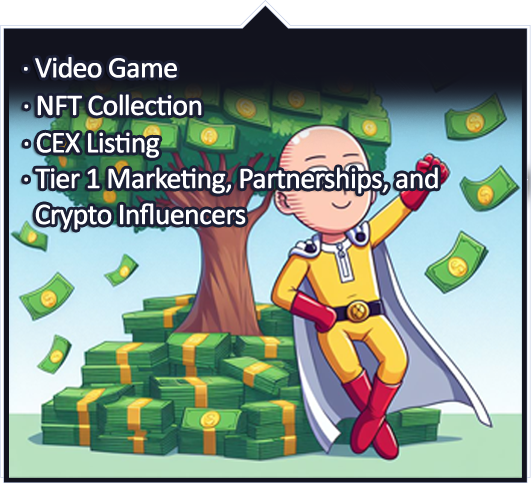 · Video Game
· NFT Collection
· CEX Listing
· Tier 1 Marketing, Partnerships, and
Crypto Influencers